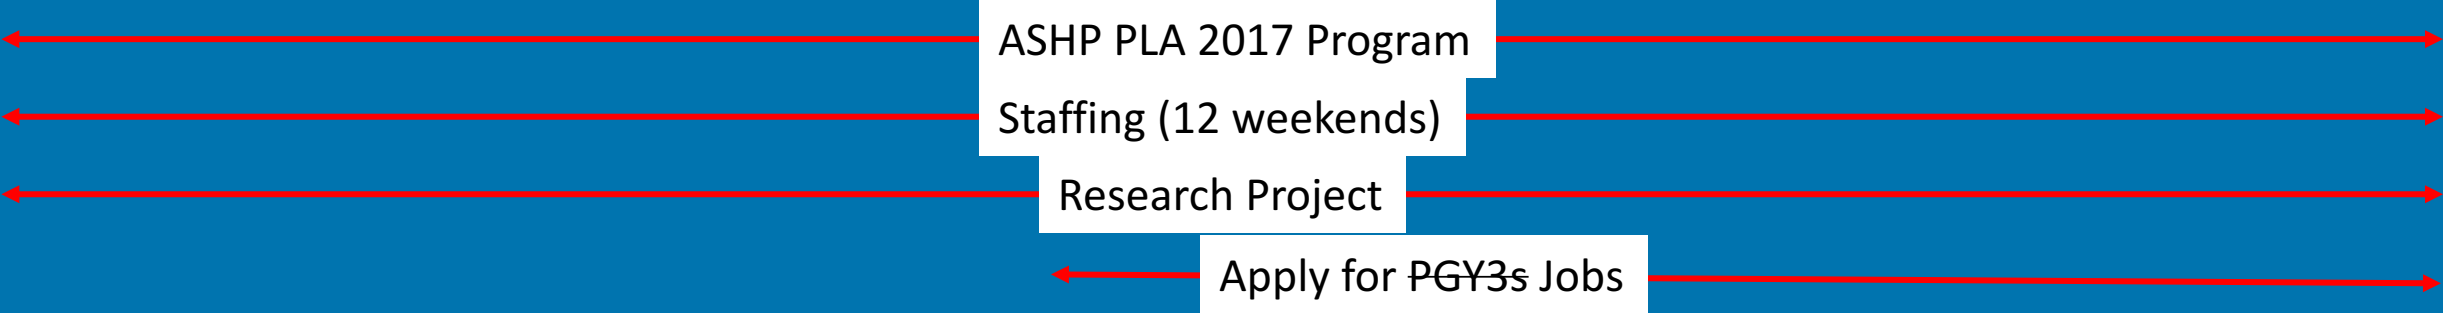 ASHP PLA 2017 Program
Staffing (12 weekends)
Research Project
Apply for PGY3s Jobs